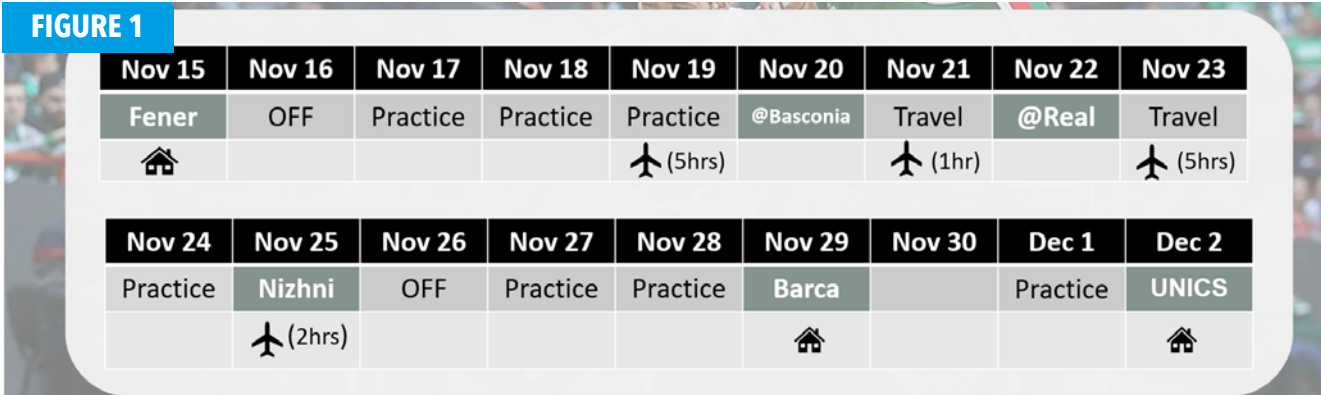 FIGURE 1
Nov 15 Nov 16 Nov 17 Nov 18 Nov 19 Nov 20 Nov 21 Nov 22 Nov 23
Fener OFF Practice Practice Practice @Basconia Travel @Real Travel
(5hrs) (1hr) (5hrs)
Nov 24 Nov 25 Nov 26 Nov 27 Nov 28 Nov 29 Nov 30 Dec 1 Dec 2
Practice Nizhni OFF Practice Practice Barca Practice UNICS
(2hrs)